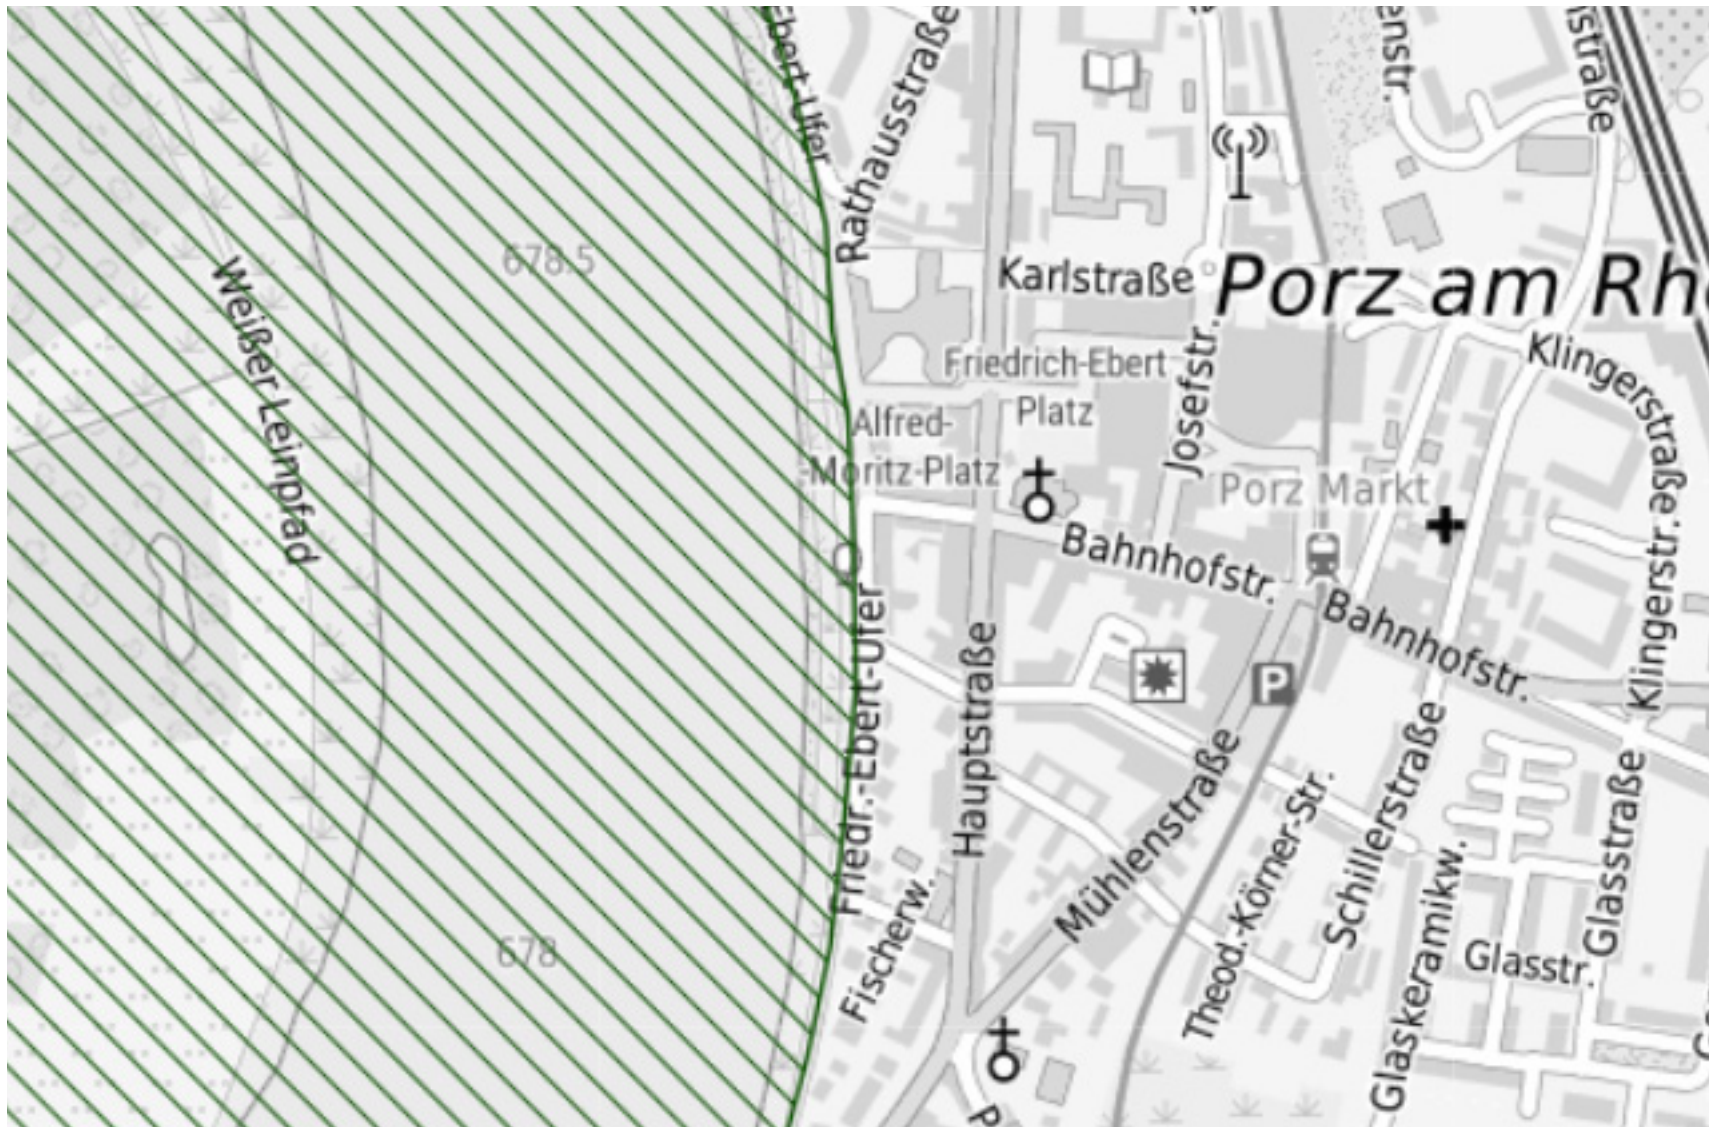 Ebert-Ufer
Rathausstraße
enstr.
straße
678.5
Karlstraße
Porz am Rh
Weißer Leinpfad
Josefstr.
Friedrich-Ebert
Platz
Klingerstraße
Alfred-
-Moritz-Platz
Porz Markt
Bahnhofstr.
Bahnhofstr.
Klingerstr.
P
Friedr.-Ebert-Ufer
Hauptstraße
Mühlenstraße
Theod.-Körner-Str.
Schillerstraße
Glasstraße
Fischerw.
678
Glaskeramikw.
Glasstr.
P